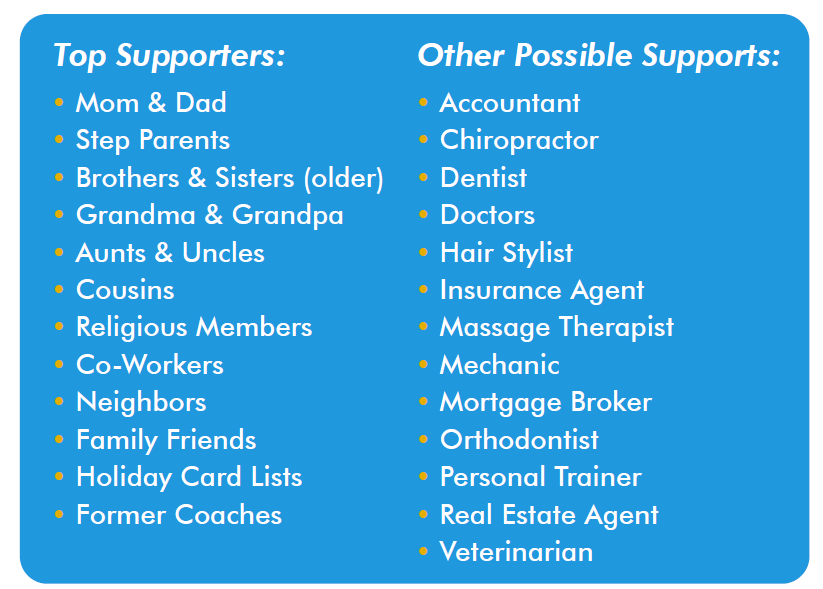 Top Supporters:
• Mom & Dad
• Step Parents
• Brothers & Sisters (older)
• Grandma & Grandpa
• Aunts & Uncles
• Cousins
• Religious Members
• Co-Workers
• Neighbors
• Family Friends
• Holiday Card Lists
• Former Coaches
Other Possible Supports:
• Accountant
• Chiropractor
• Dentist
• Doctors
• Hair Stylist
• Insurance Agent
• Massage Therapist
• Mechanic
• Mortgage Broker
• Orthodontist
• Personal Trainer
• Real Estate Agent
• Veterinarian